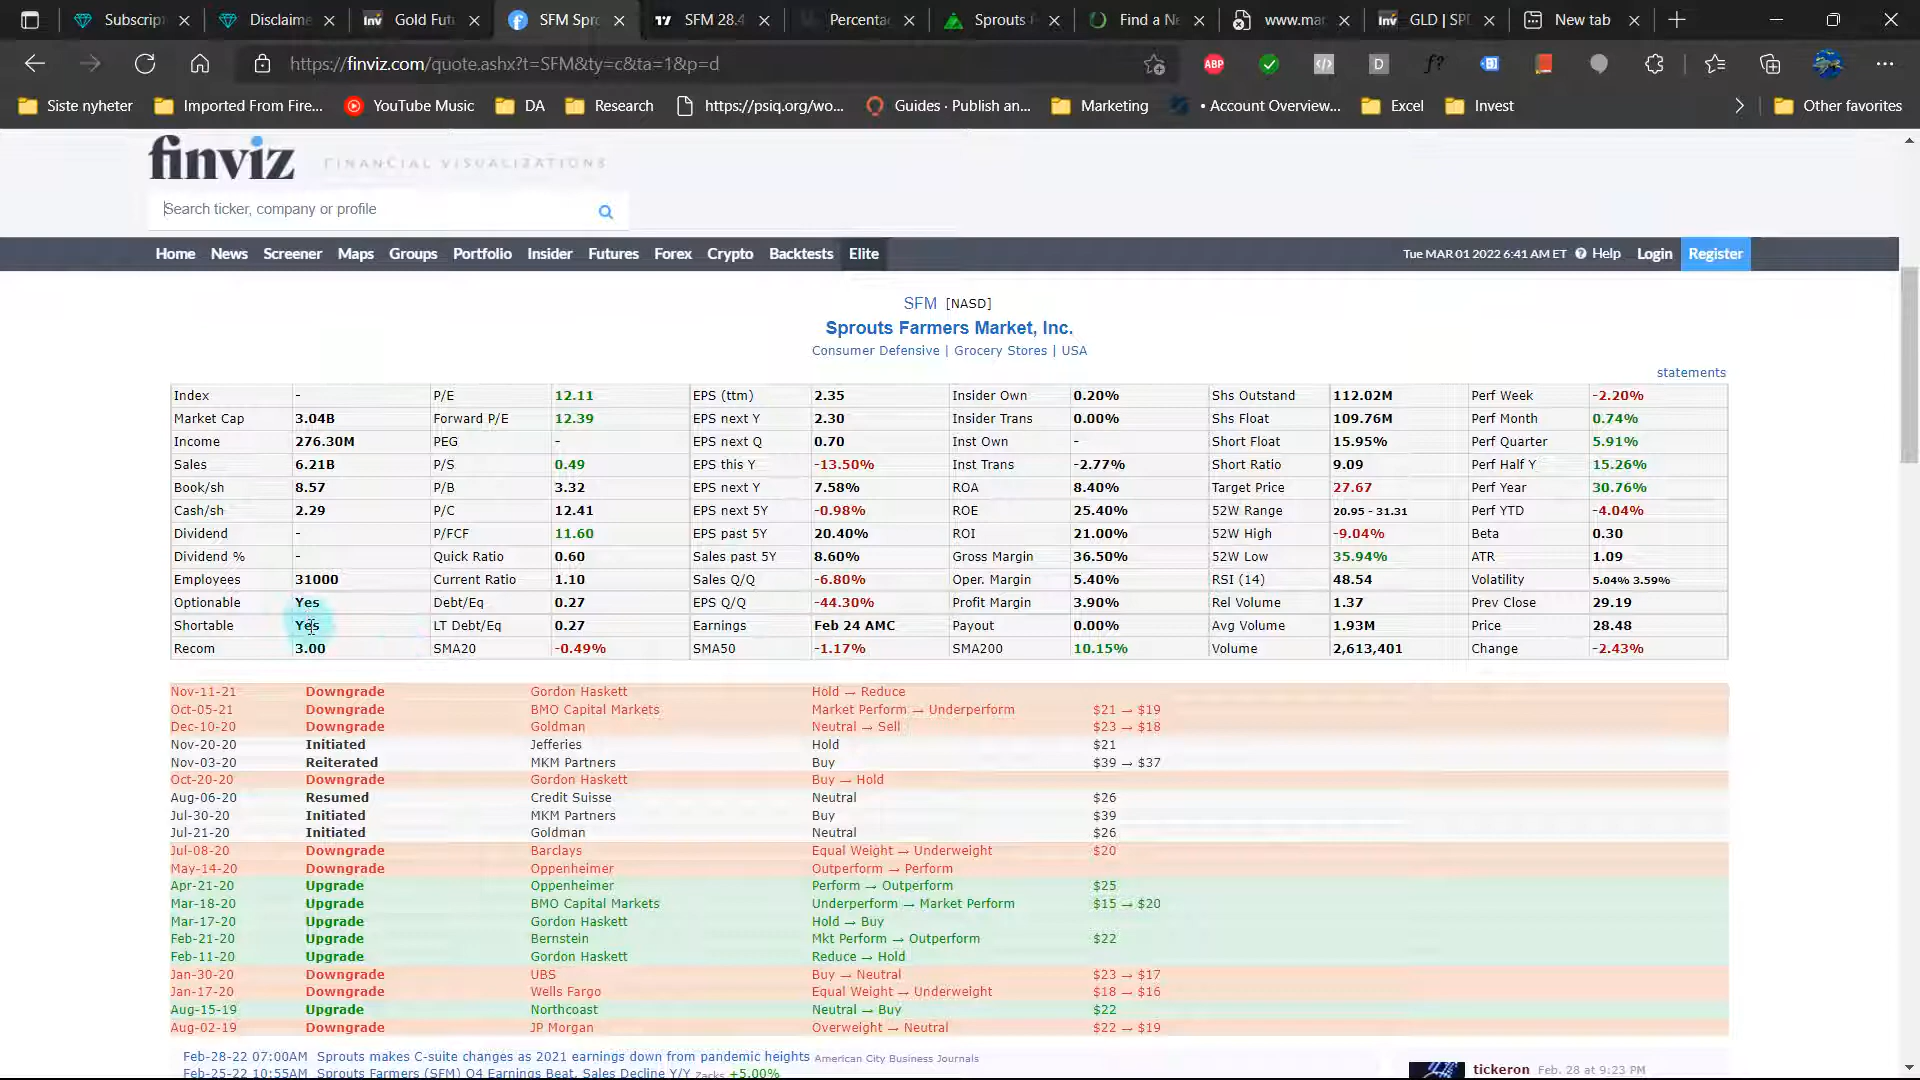 Subscrip
Disclaime
Gold Fut
SFM Spro
SFM 28.4
Percentag
Sprouts F
Find a Ne
www.mar
GLD | SPD
New tab
https://finviz.com/quote.ashx?t=SFM&ty=c&ta=1&p=d
Siste nyheter
Imported From Fire...
YouTube Music
DA
Research
https://psiq.org/wo...
Guides · Publish an...
Marketing
• Account Overview...
Excel
Invest
Other favorites
finviz FINANCIAL VISUALIZATIONS
Search ticker, company or profile
Home News Screener Maps Groups Portfolio Insider Futures Forex Crypto Backtests Elite Tue MAR 01 2022 6:41 AM ET Help Login Register
SFM [NASD]
Sprouts Farmers Market, Inc.
Consumer Defensive | Grocery Stores | USA
statements
Index - P/E 12.11 EPS (ttm) 2.35 Insider Own 0.20% Shs Outstand 112.02M Perf Week -2.20%
Market Cap 3.04B Forward P/E 12.39 EPS next Y 2.30 Insider Trans 0.00% Shs Float 109.76M Perf Month 0.74%
Income 276.30M PEG - EPS next Q 0.70 Inst Own - Short Float 15.95% Perf Quarter 5.91%
Sales 6.21B P/S 0.49 EPS this Y -13.50% Inst Trans -2.77% Short Ratio 9.09 Perf Half Y 15.26%
Book/sh 8.57 P/B 3.32 EPS next Y 7.58% ROA 8.40% Target Price 27.67 Perf Year 30.76%
Cash/sh 2.29 P/C 12.41 EPS next 5Y -0.98% ROE 25.40% 52W Range 20.95 - 31.31 Perf YTD -4.04%
Dividend - P/FCF 11.60 EPS past 5Y 20.40% ROI 21.00% 52W High -9.04% Beta 0.30
Dividend % - Quick Ratio 0.60 Sales past 5Y 8.60% Gross Margin 36.50% 52W Low 35.94% ATR 1.09
Employees 31000 Current Ratio 1.10 Sales Q/Q -6.80% Oper. Margin 5.40% RSI (14) 48.54 Volatility 5.04% 3.59%
Optionable Yes Debt/Eq 0.27 EPS Q/Q -44.30% Profit Margin 3.90% Rel Volume 1.37 Prev Close 29.19
Shortable Yes LT Debt/Eq 0.27 Earnings Feb 24 AMC Payout 0.00% Avg Volume 1.93M Price 28.48
Recom 3.00 SMA20 -0.49% SMA50 -1.17% SMA200 10.15% Volume 2,613,401 Change -2.43%
Nov-11-21 Downgrade Gordon Haskett Hold → Reduce
Oct-05-21 Downgrade BMO Capital Markets Market Perform → Underperform $21 → $19
Dec-10-20 Downgrade Goldman Neutral → Sell $23 → $18
Nov-20-20 Initiated Jefferies Hold $21
Nov-03-20 Reiterated MKM Partners Buy $39 → $37
Oct-20-20 Downgrade Gordon Haskett Buy → Hold
Aug-06-20 Resumed Credit Suisse Neutral $26
Jul-30-20 Initiated MKM Partners Buy $39
Jul-21-20 Initiated Goldman Neutral $26
Jul-08-20 Downgrade Barclays Equal Weight → Underweight $20
May-14-20 Downgrade Oppenheimer Outperform → Perform
Apr-21-20 Upgrade Oppenheimer Perform → Outperform $25
Mar-18-20 Upgrade BMO Capital Markets Underperform → Market Perform $15 → $20
Mar-17-20 Upgrade Gordon Haskett Hold → Buy
Feb-21-20 Upgrade Bernstein Mkt Perform → Outperform $22
Feb-11-20 Upgrade Gordon Haskett Reduce → Hold
Jan-30-20 Downgrade UBS Buy → Neutral $23 → $17
Jan-17-20 Downgrade Wells Fargo Equal Weight → Underweight $18 → $16
Aug-15-19 Upgrade Northcoast Neutral → Buy $22
Aug-02-19 Downgrade JP Morgan Overweight → Neutral $22 → $19
Feb-28-22 07:00AM Sprouts makes C-suite changes as 2021 earnings down from pandemic heights American City Business Journals
Feb-25-22 10:55AM Sprouts Farmers (SFM) Q4 Earnings Beat, Sales Decline Y/Y Zacks +5.00%
tickeron Feb. 28 at 9:23 PM